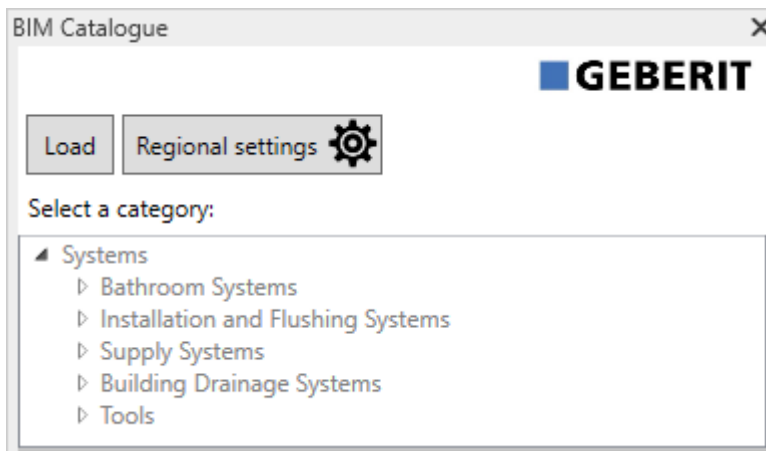 BIM Catalogue
GEBERIT
Load Regional settings
Select a category:
Systems
Bathroom Systems
Installation and Flushing Systems
Supply Systems
Building Drainage Systems
Tools